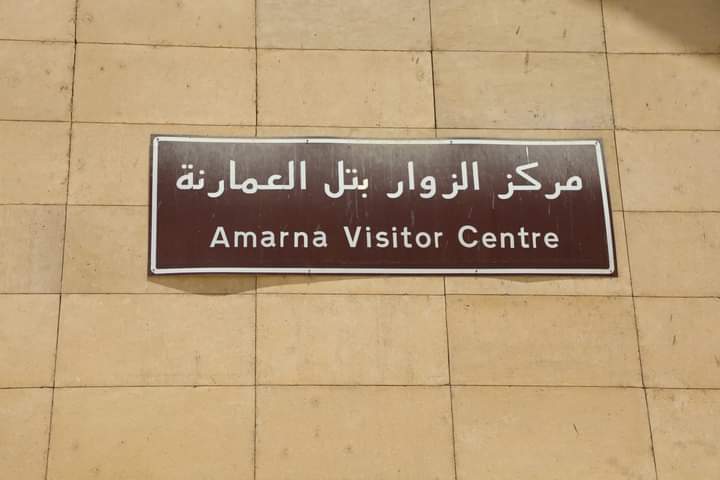 مركز الزوار بتل العمارنة
Amarna Visitor Centre